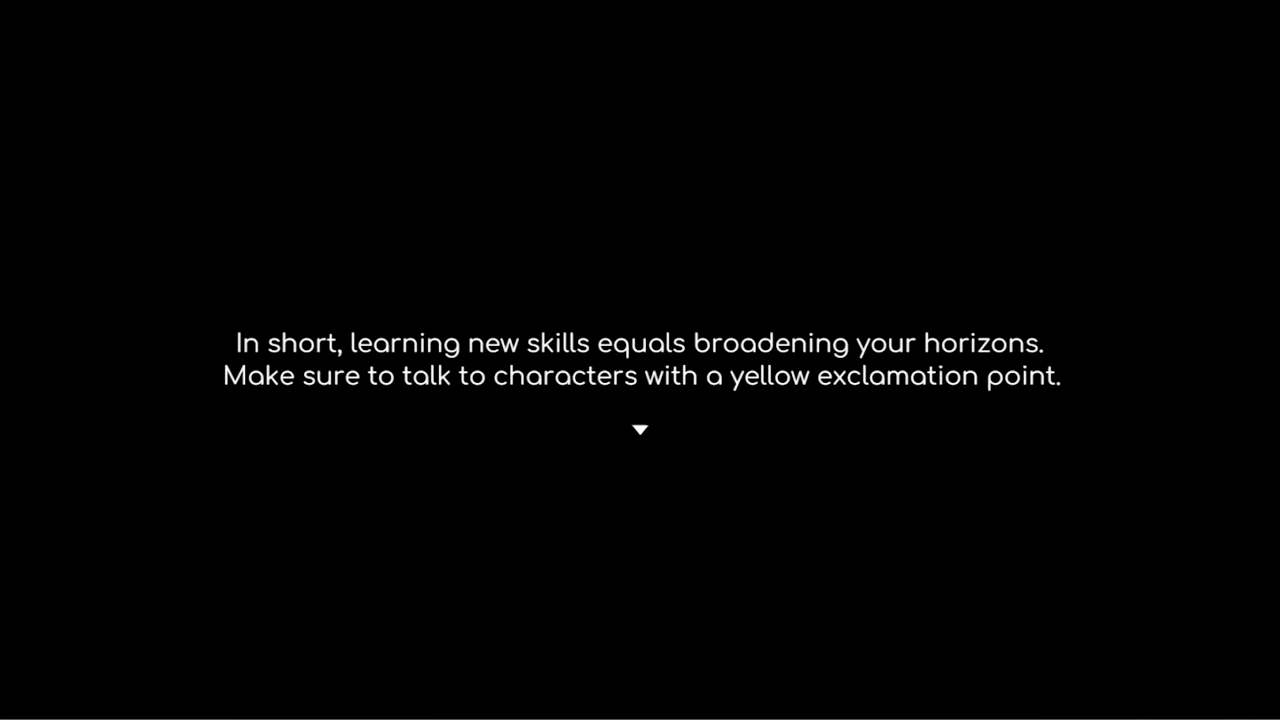 In short, learning new skills equals broadening your horizons.
Make sure to talk to characters with a yellow exclamation point.